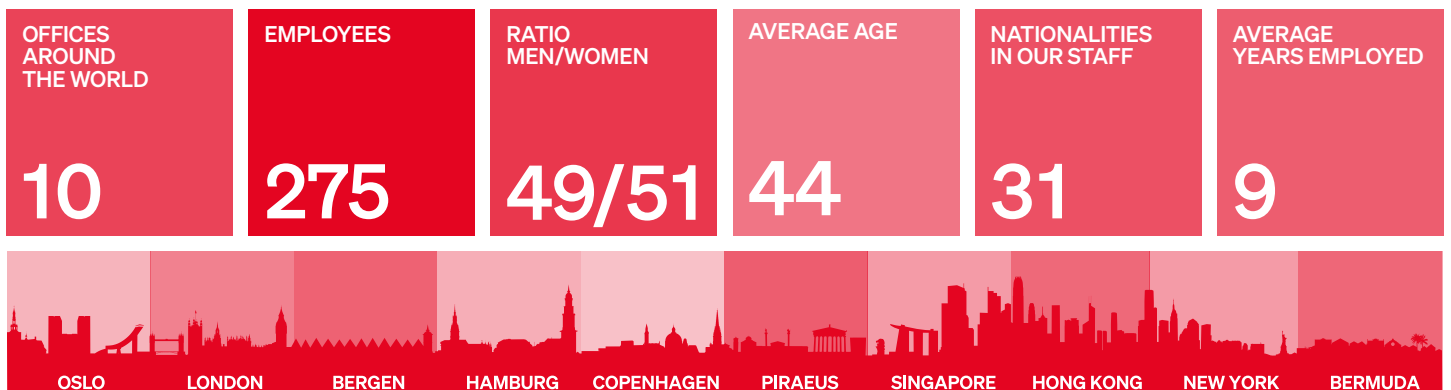 OFFICES
AROUND
THE WORLD
10
EMPLOYEES
275
RATIO
MEN/WOMEN
49/51
AVERAGE AGE
44
NATIONALITIES
IN OUR STAFF
31
AVERAGE
YEARS EMPLOYED
9
OSLO
LONDON
BERGEN
HAMBURG
COPENHAGEN
PIRAEUS
SINGAPORE
HONG KONG
NEW YORK
BERMUDA